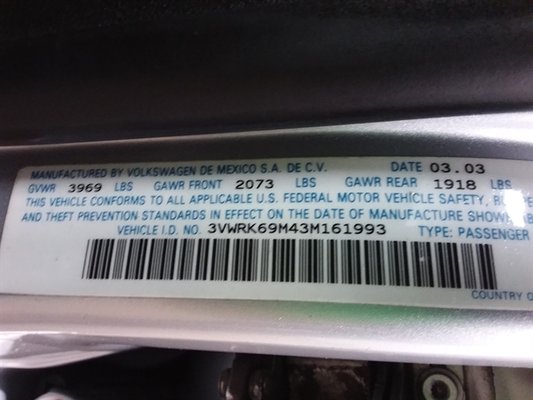 MANUFACTURED BY VOLKSWAGEN DE MEXICO S.A. DE C.V. DATE 03.03
GVWR 3969 LBS GAWR FRONT 2073 LBS GAWR REAR 1918 LBS
THIS VEHICLE CONFORMS TO ALL APPLICABLE U.S. FEDERAL MOTOR VEHICLE SAFETY,
AND THEFT PREVENTION STANDARDS IN EFFECT ON THE DATE OF MANUFACTURE
VEHICLE I.D. NO. 3VWRK69M43M161993 TYPE: PASSENGER
COUNTRY